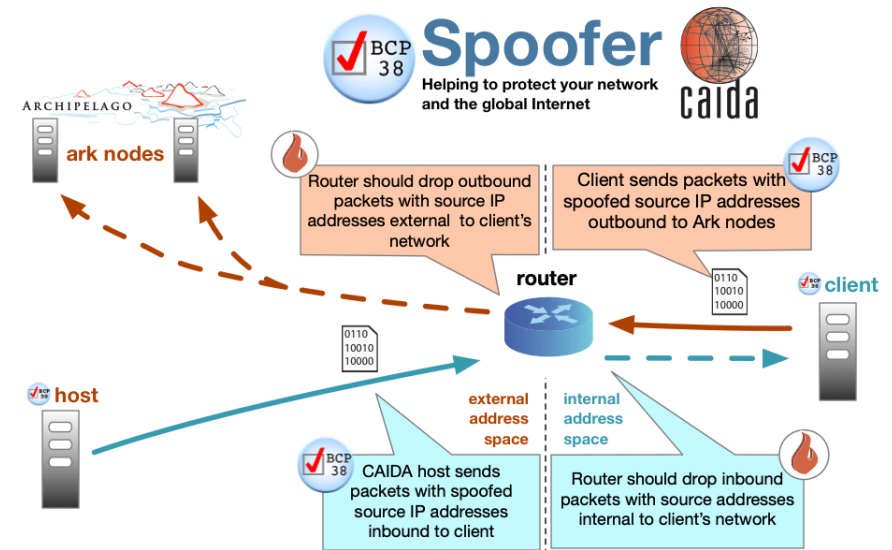 BCP
38
Spoofer
Helping to protect your network
and the global Internet
caida
ARCHIPELAGO
ark nodes
Router should drop outbound
packets with source IP
addresses external to client's
network
Client sends packets with
spoofed source IP addresses
outbound to Ark nodes
BCP
38
router
0110
10010
10000
BCP
38
client
0110
10010
10000
BCP
38
host
external
address
space
internal
address
space
BCP
38
CAIDA host sends
packets with spoofed
source IP addresses
inbound to client
Router should drop inbound
packets with source addresses
internal to client's network